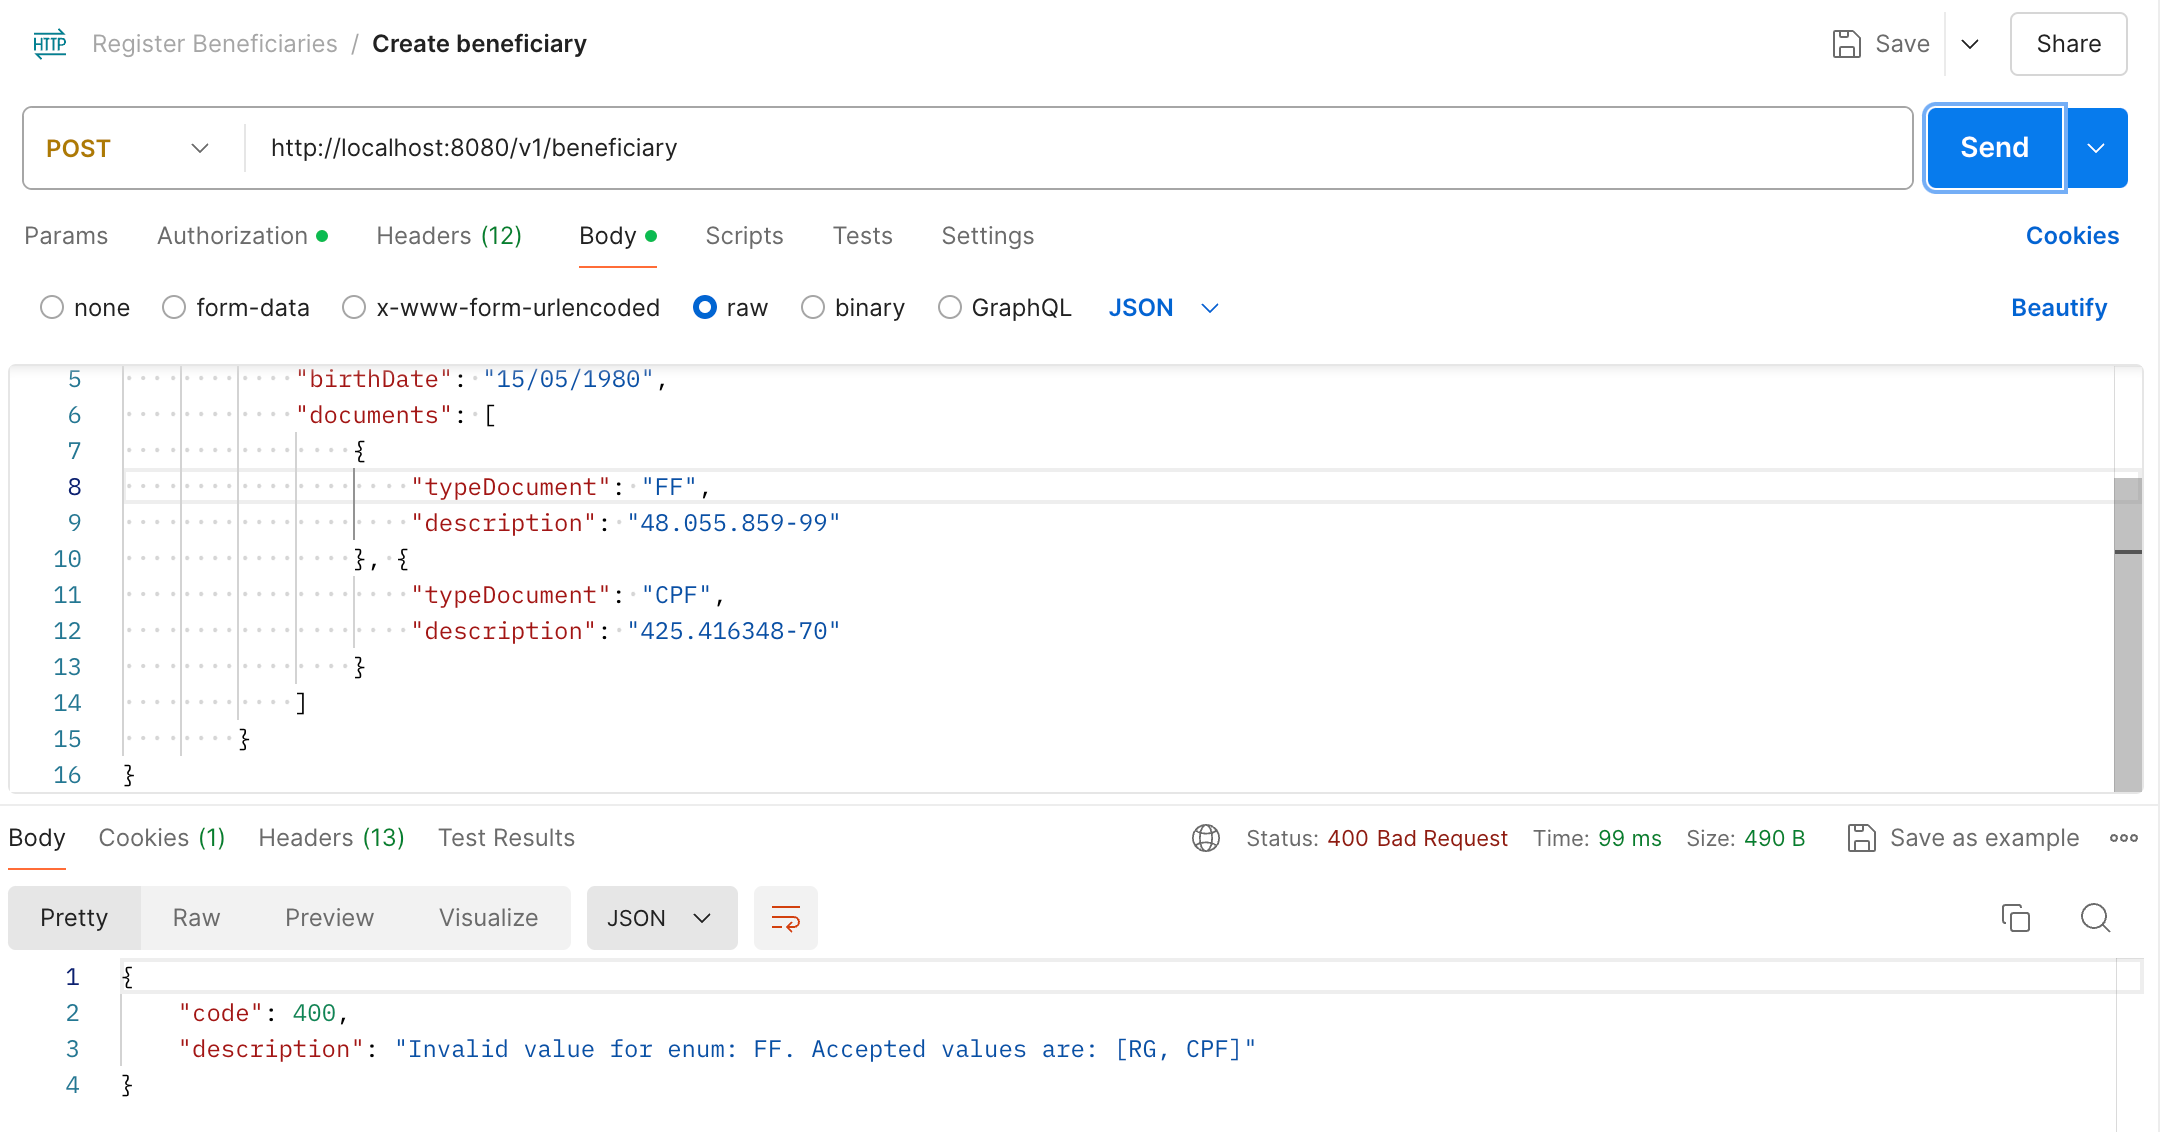 HTTP Register Beneficiaries / Create beneficiary Save Share
POST http://localhost:8080/v1/beneficiary Send
Params Authorization Headers (12) Body Scripts Tests Settings Cookies
none form-data x-www-form-urlencoded raw binary GraphQL JSON Beautify
5 "birthDate": "15/05/1980",
6 "documents": [
7 {
8 "typeDocument": "FF",
9 "description": "48.055.859-99"
10 }, {
11 "typeDocument": "CPF",
12 "description": "425.416348-70"
13 }
14 ]
15 }
16 }
Body Cookies (1) Headers (13) Test Results Status: 400 Bad Request Time: 99 ms Size: 490 B Save as example
Pretty Raw Preview Visualize JSON
1 {
2 "code": 400,
3 "description": "Invalid value for enum: FF. Accepted values are: [RG, CPF]"
4 }